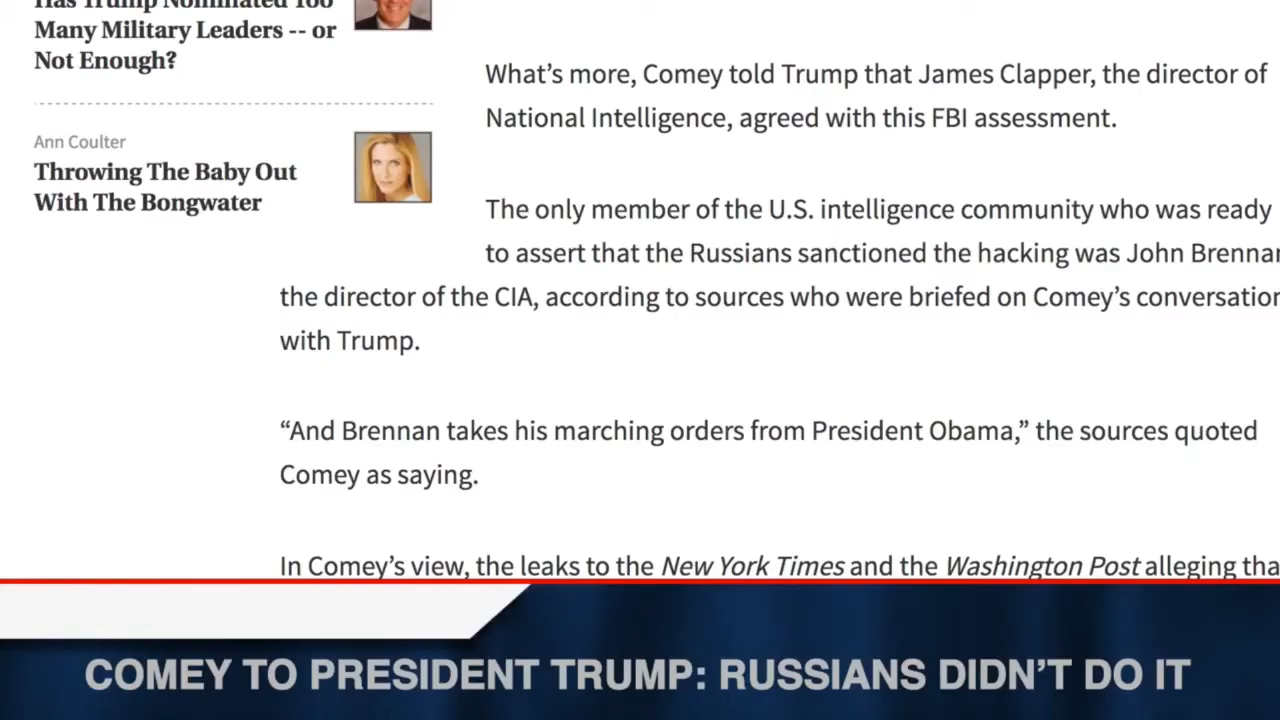 Has Trump Nominated Too
Many Military Leaders -- or
Not Enough?
Ann Coulter
Throwing The Baby Out
With The Bongwater
What’s more, Comey told Trump that James Clapper, the director of
National Intelligence, agreed with this FBI assessment.
The only member of the U.S. intelligence community who was ready
to assert that the Russians sanctioned the hacking was John Brennan
the director of the CIA, according to sources who were briefed on Comey’s conversation
with Trump.
“And Brennan takes his marching orders from President Obama,” the sources quoted
Comey as saying.
In Comey’s view, the leaks to the New York Times and the Washington Post alleging tha
COMEY TO PRESIDENT TRUMP: RUSSIANS DIDN’T DO IT